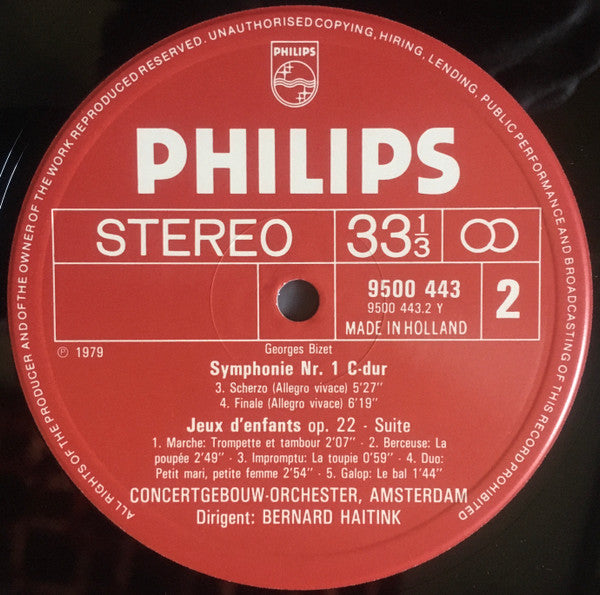 ALL RIGHTS OF THE PRODUCER AND OF THE OWNER OF THE WORK REPRODUCED RESERVED. UNAUTHORISED COPYING, HIRING, LENDING, PUBLIC PERFORMANCE AND BROADCASTING OF THIS RECORD PROHIBITED
PHILIPS
PHILIPS
STEREO 33 1/3
9500 443
9500 443.2 Y
MADE IN HOLLAND
2
℗ 1979
Georges Bizet
Symphonie Nr. 1 C-dur
3. Scherzo (Allegro vivace) 5'27"
4. Finale (Allegro vivace) 6'19"
Jeux d'enfants op. 22 - Suite
1. Marche: Trompette et tambour 2'07" · 2. Berceuse: La
poupée 2'49" · 3. Impromptu: La toupie 0'59" · 4. Duo:
Petit mari, petite femme 2'54" · 5. Galop: Le bal 1'44"
CONCERTGEBOUW-ORCHESTER, AMSTERDAM
Dirigent: BERNARD HAITINK